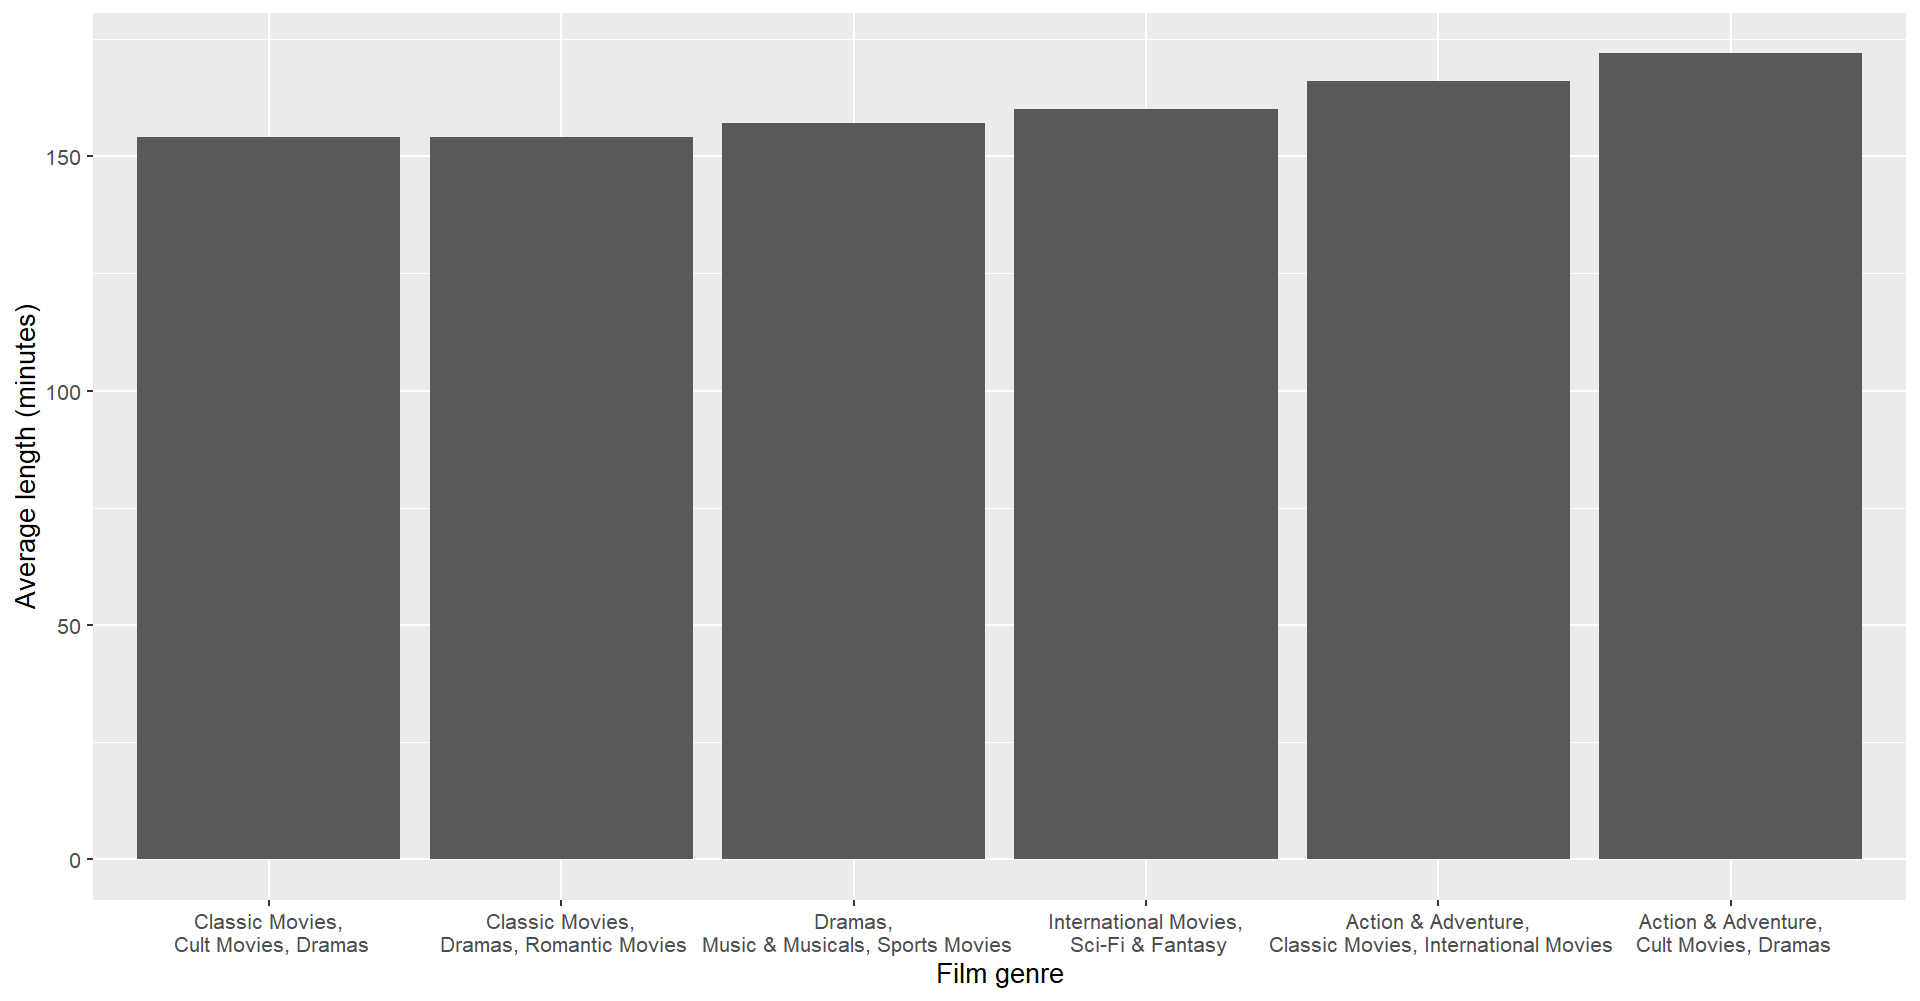 Average length (minutes)
150
100
50
0
Classic Movies,
Cult Movies, Dramas
Classic Movies,
Dramas, Romantic Movies
Dramas,
Music & Musicals, Sports Movies
International Movies,
Sci-Fi & Fantasy
Action & Adventure,
Classic Movies, International Movies
Action & Adventure,
Cult Movies, Dramas
Film genre